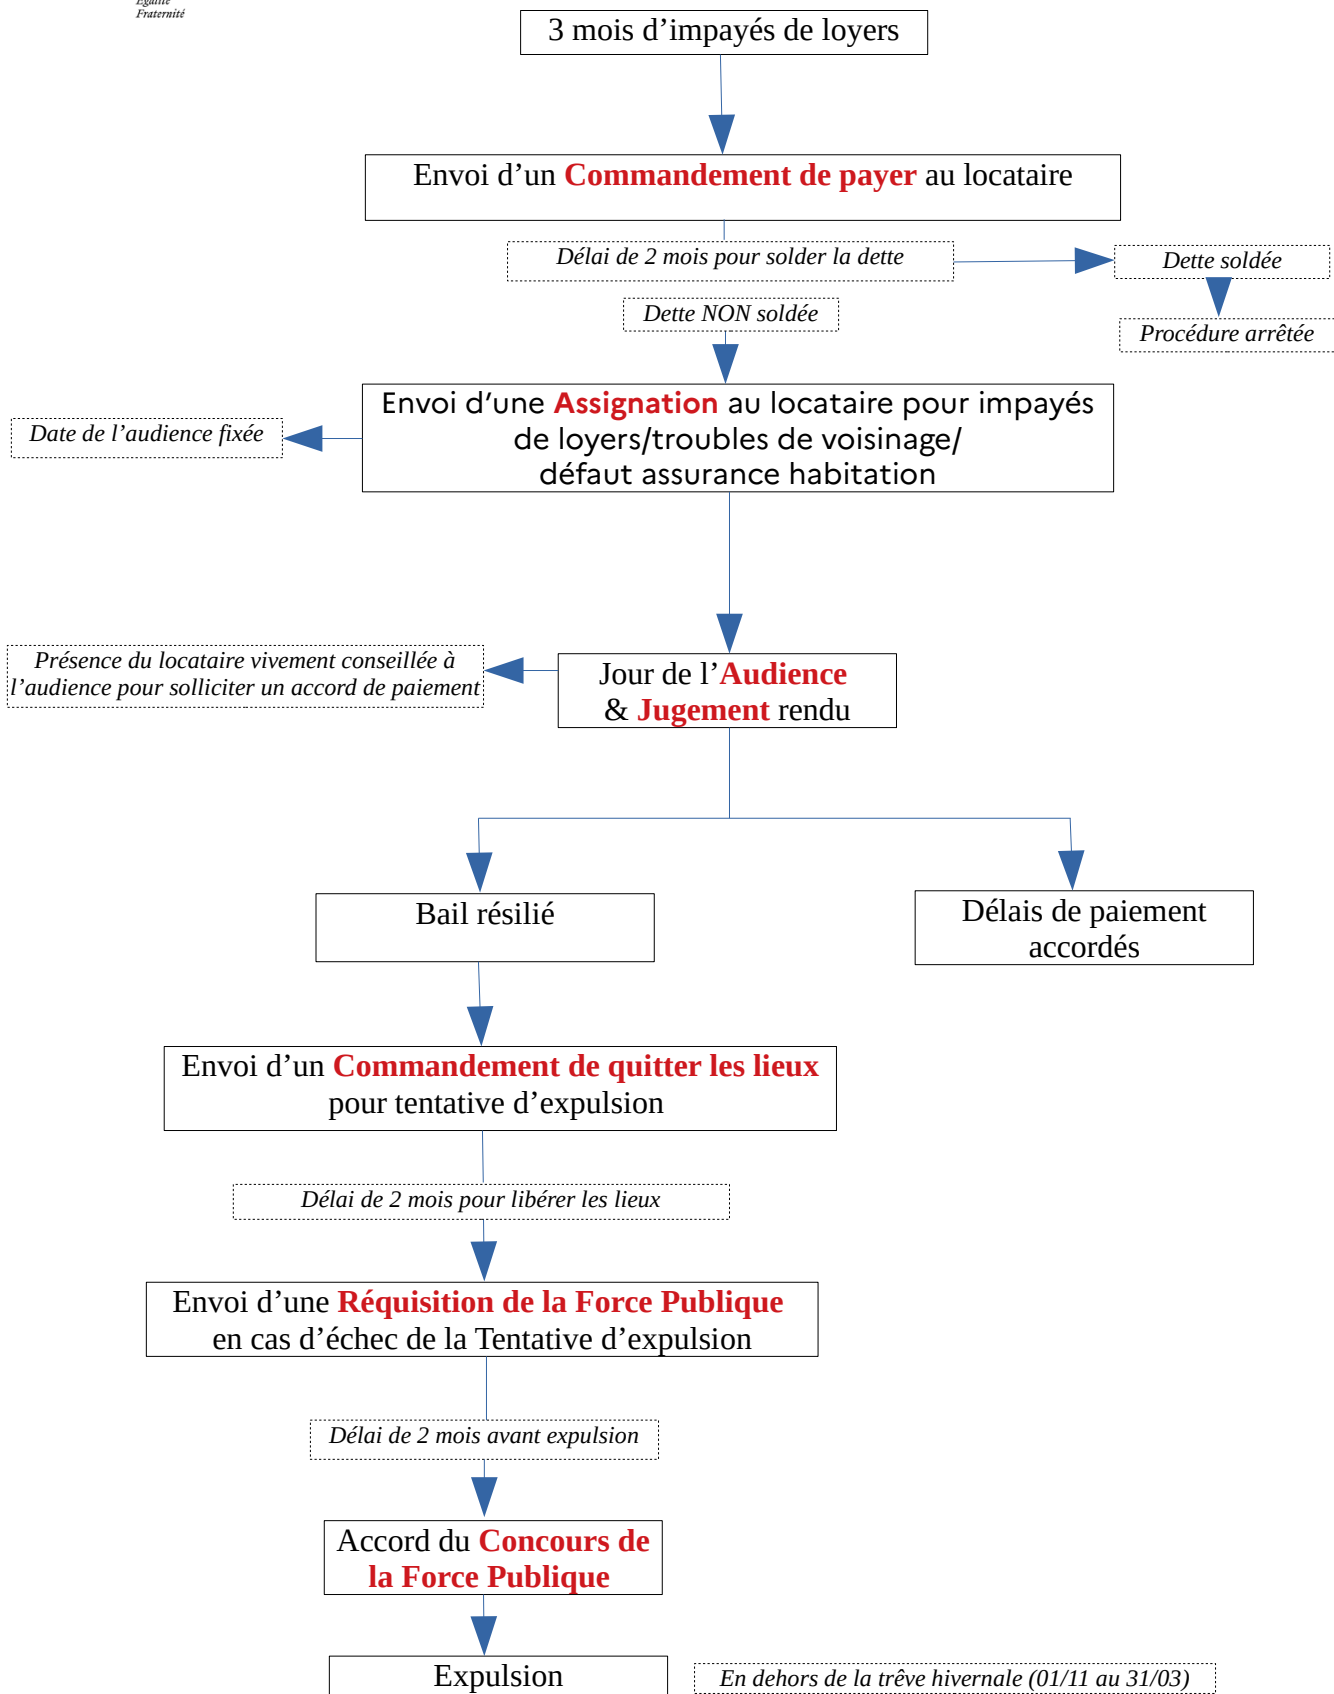 Égalité
Fraternité
3 mois d’impayés de loyers
Envoi d’un Commandement de payer au locataire
Délai de 2 mois pour solder la dette
Dette soldée
Dette NON soldée
Procédure arrêtée
Envoi d’une Assignation au locataire pour impayés
de loyers/troubles de voisinage/
défaut assurance habitation
Date de l’audience fixée
Présence du locataire vivement conseillée à
l’audience pour solliciter un accord de paiement
Jour de l’Audience
& Jugement rendu
Bail résilié
Délais de paiement
accordés
Envoi d’un Commandement de quitter les lieux
pour tentative d’expulsion
Délai de 2 mois pour libérer les lieux
Envoi d’une Réquisition de la Force Publique
en cas d’échec de la Tentative d’expulsion
Délai de 2 mois avant expulsion
Accord du Concours de
la Force Publique
Expulsion
En dehors de la trêve hivernale (01/11 au 31/03)